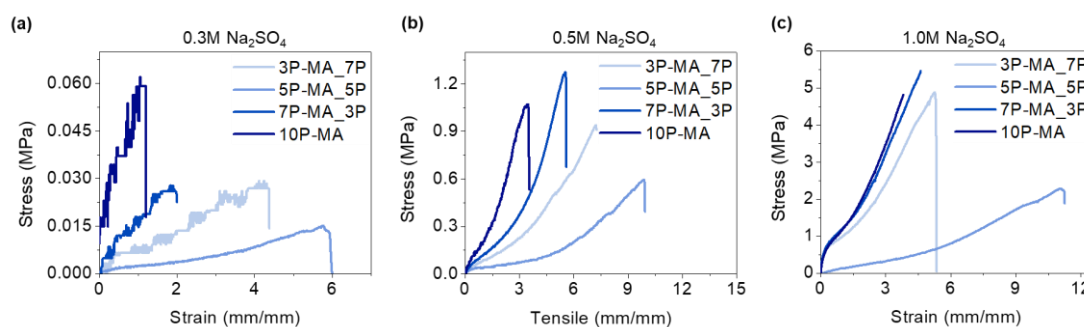 (a)
0.3M Na₂SO₄
3P-MA_7P
5P-MA_5P
7P-MA_3P
10P-MA
0.060
0.045
0.030
0.015
0.000
Stress (MPa)
0
2
4
6
Strain (mm/mm)
(b)
0.5M Na₂SO₄
3P-MA_7P
5P-MA_5P
7P-MA_3P
10P-MA
1.2
0.9
0.6
0.3
0.0
Stress (MPa)
0
3
6
9
12
15
Tensile (mm/mm)
(c)
1.0M Na₂SO₄
3P-MA_7P
5P-MA_5P
7P-MA_3P
10P-MA
6
5
4
3
2
1
0
Stress (MPa)
0
3
6
9
12
Strain (mm/mm)